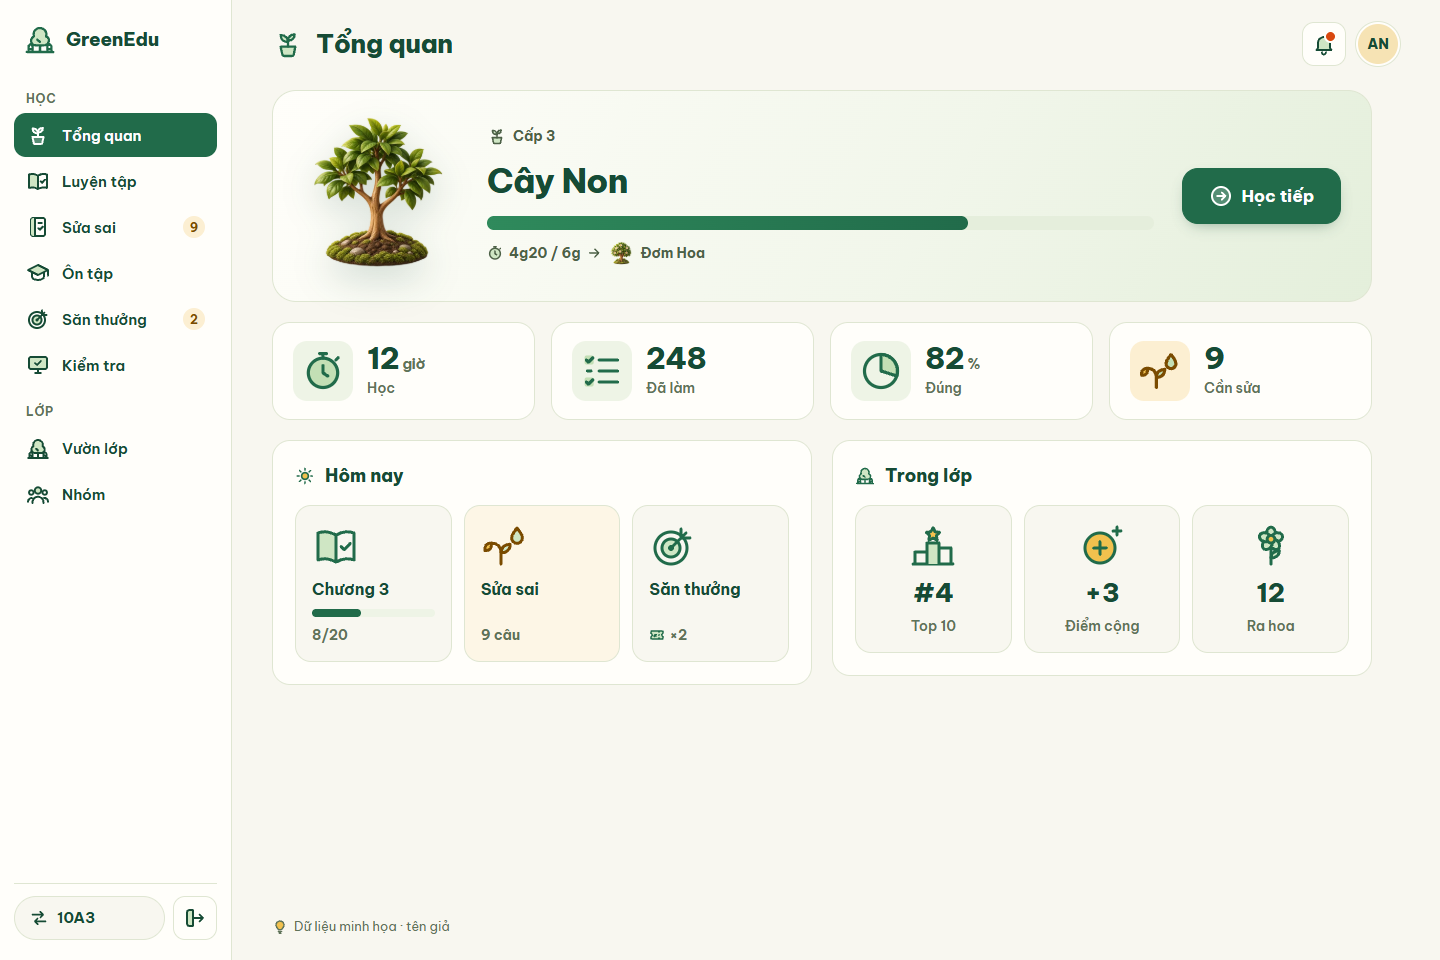 GreenEdu
HỌC
Tổng quan
Luyện tập
Sửa sai
9
Ôn tập
Săn thưởng
2
Kiểm tra
LỚP
Vườn lớp
Nhóm
10A3
Tổng quan
AN
Cấp 3
Cây Non
4g20 / 6g → Đơm Hoa
Học tiếp
12 giờ
Học
248
Đã làm
82 %
Đúng
9
Cần sửa
Hôm nay
Chương 3
8/20
Sửa sai
9 câu
Săn thưởng
×2
Trong lớp
#4
Top 10
+3
Điểm cộng
12
Ra hoa
Dữ liệu minh họa · tên giả